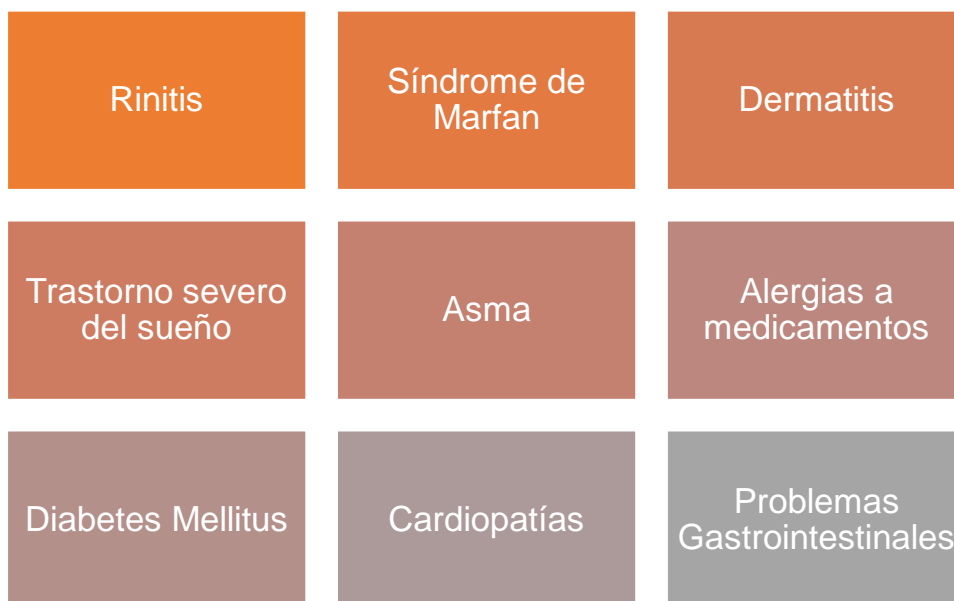 Rinitis
Síndrome de
Marfan
Dermatitis
Trastorno severo
del sueño
Asma
Alergias a
medicamentos
Diabetes Mellitus
Cardiopatías
Problemas
Gastrointestinales